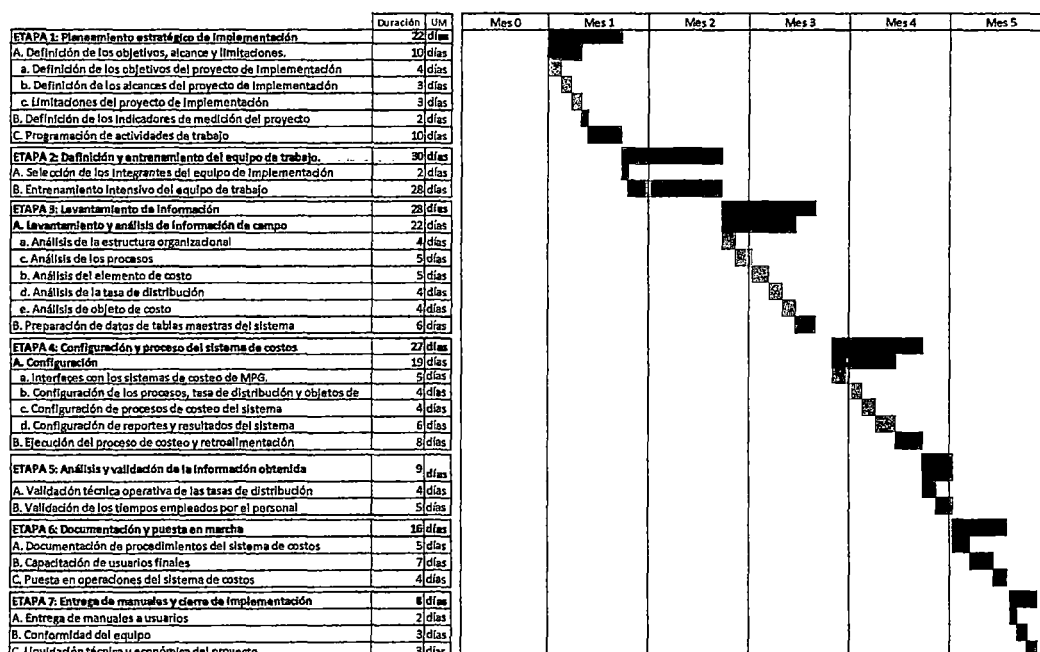 Duración UM Mes 0 Mes 1 Mes 2 Mes 3 Mes 4 Mes 5
ETAPA 1: Planeamiento estratégico de implementación 22 días
A. Definición de los objetivos, alcance y limitaciones. 10 días
a. Definición de los objetivos del proyecto de implementación 4 días
b. Definición de los alcances del proyecto de implementación 3 días
c. Limitaciones del proyecto de implementación 3 días
B. Definición de los indicadores de medición del proyecto 2 días
C. Programación de actividades de trabajo 10 días
ETAPA 2: Definición y entrenamiento del equipo de trabajo. 30 días
A. Selección de los integrantes del equipo de implementación 2 días
B. Entrenamiento intensivo del equipo de trabajo 28 días
ETAPA 3: Levantamiento de información 28 días
A. Levantamiento y análisis de información de campo 22 días
a. Análisis de la estructura organizacional 4 días
c. Análisis de los procesos 5 días
b. Análisis del elemento de costo 5 días
d. Análisis de la tasa de distribución 4 días
e. Análisis de objeto de costo 4 días
B. Preparación de datos de tablas maestras del sistema 6 días
ETAPA 4: Configuración y proceso del sistema de costos 27 días
A. Configuración 19 días
a. Interfaces con los sistemas de costeo de MPG. 5 días
b. Configuración de los procesos, tasa de distribución y objetos de 4 días
c. Configuración de procesos de costeo del sistema 4 días
d. Configuración de reportes y resultados del sistema 6 días
B. Ejecución del proceso de costeo y retroalimentación 8 días
ETAPA 5: Análisis y validación de la información obtenida 9 días
A. Validación técnica operativa de las tasas de distribución 4 días
B. Validación de los tiempos empleados por el personal 5 días
ETAPA 6: Documentación y puesta en marcha 16 días
A. Documentación de procedimientos del sistema de costos 5 días
B. Capacitación de usuarios finales 7 días
C. Puesta en operaciones del sistema de costos 4 días
ETAPA 7: Entrega de manuales y cierre de implementación 8 días
A. Entrega de manuales a usuarios 2 días
B. Conformidad del equipo 3 días
C. Liquidación técnica y económica del proyecto 3 días